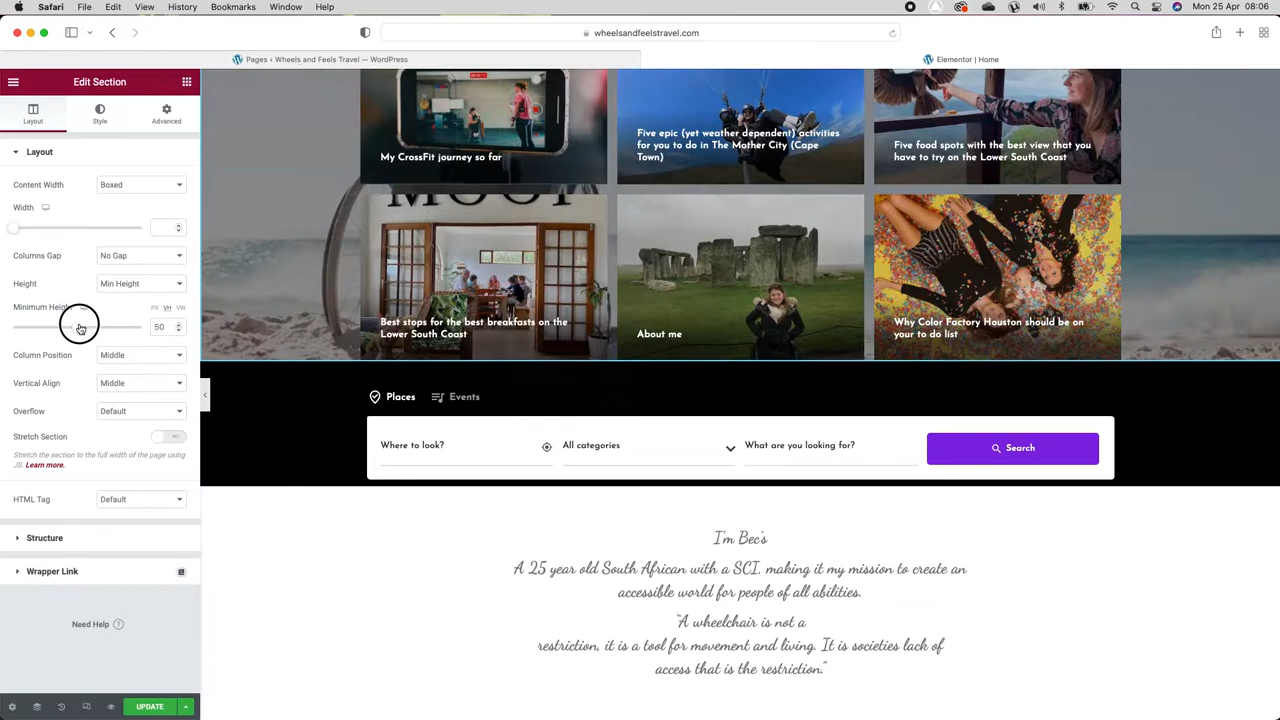 Safari File Edit View History Bookmarks Window Help Mon 25 Apr 08:06
wheelsandfeelstravel.com
Pages ‹ Wheels and Feels Travel — WordPress
Elementor | Home
Edit Section
Layout Style Advanced
Layout
Content Width Boxed
Width
Columns Gap No Gap
Height Min Height
Minimum Height PX VH VW
50
Column Position Middle
Vertical Align Middle
Overflow Default
Stretch Section NO
Stretch the section to the full width of the page using
JS. Learn more.
HTML Tag Default
Structure
Wrapper Link
Need Help
UPDATE
My CrossFit journey so far
Five epic (yet weather dependent) activities
for you to do in The Mother City (Cape
Town)
Five food spots with the best view that you
have to try on the Lower South Coast
Best stops for the best breakfasts on the
Lower South Coast
About me
Why Color Factory Houston should be on
your to do list
Places Events
Where to look? All categories What are you looking for? Search
I'm Bec's
A 25 year old South African with a SCI, making it my mission to create an
accessible world for people of all abilities.
"A wheelchair is not a
restriction, it is a tool for movement and living. It is societies lack of
access that is the restriction."